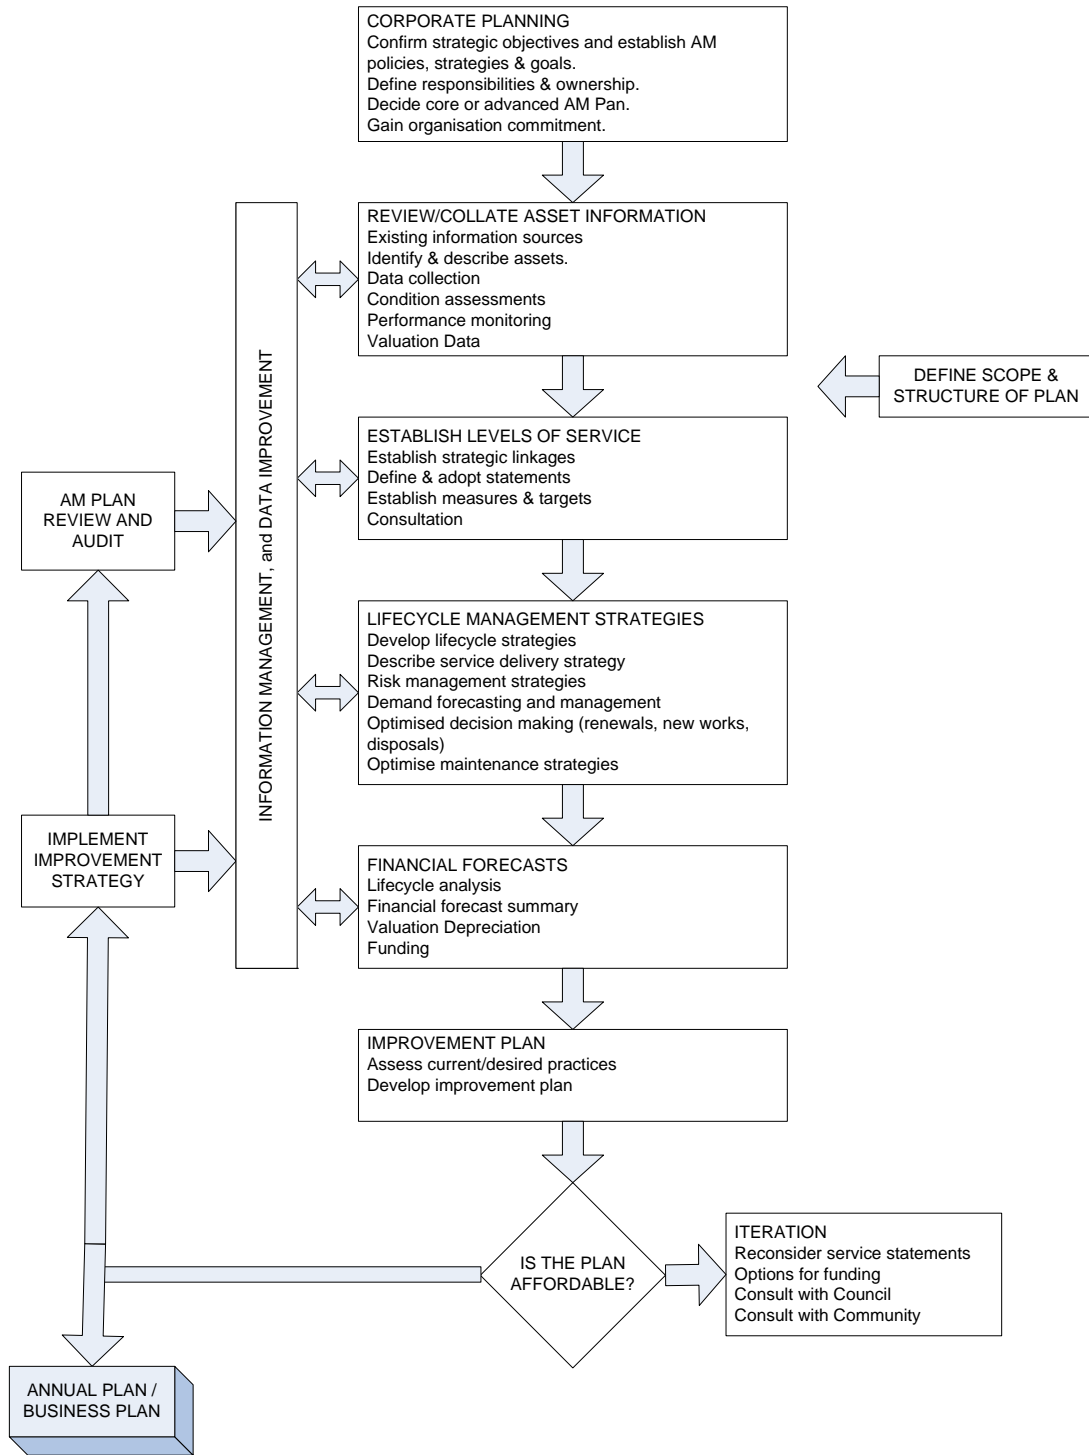 CORPORATE PLANNING
Confirm strategic objectives and establish AM
policies, strategies & goals.
Define responsibilities & ownership.
Decide core or advanced AM Pan.
Gain organisation commitment.
REVIEW/COLLATE ASSET INFORMATION
Existing information sources
Identify & describe assets.
Data collection
Condition assessments
Performance monitoring
Valuation Data
DEFINE SCOPE &
STRUCTURE OF PLAN
INFORMATION MANAGEMENT, and DATA IMPROVEMENT
ESTABLISH LEVELS OF SERVICE
Establish strategic linkages
Define & adopt statements
Establish measures & targets
Consultation
AM PLAN
REVIEW AND
AUDIT
LIFECYCLE MANAGEMENT STRATEGIES
Develop lifecycle strategies
Describe service delivery strategy
Risk management strategies
Demand forecasting and management
Optimised decision making (renewals, new works,
disposals)
Optimise maintenance strategies
IMPLEMENT
IMPROVEMENT
STRATEGY
FINANCIAL FORECASTS
Lifecycle analysis
Financial forecast summary
Valuation Depreciation
Funding
IMPROVEMENT PLAN
Assess current/desired practices
Develop improvement plan
IS THE PLAN
AFFORDABLE?
ITERATION
Reconsider service statements
Options for funding
Consult with Council
Consult with Community
ANNUAL PLAN /
BUSINESS PLAN